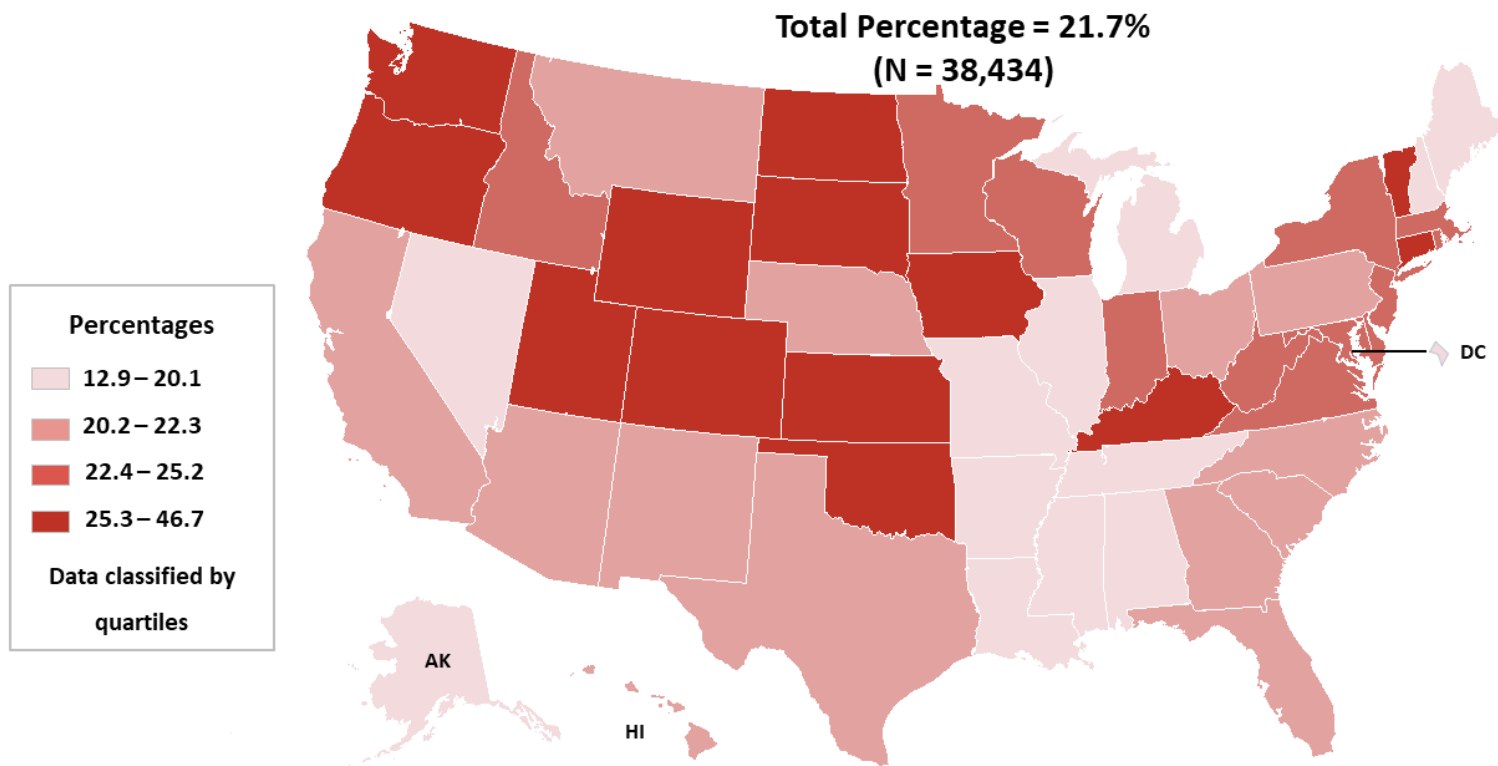 Total Percentage = 21.7%
(N = 38,434)
Percentages
12.9 – 20.1
20.2 – 22.3
22.4 – 25.2
25.3 – 46.7
Data classified by
quartiles
DC
AK
HI